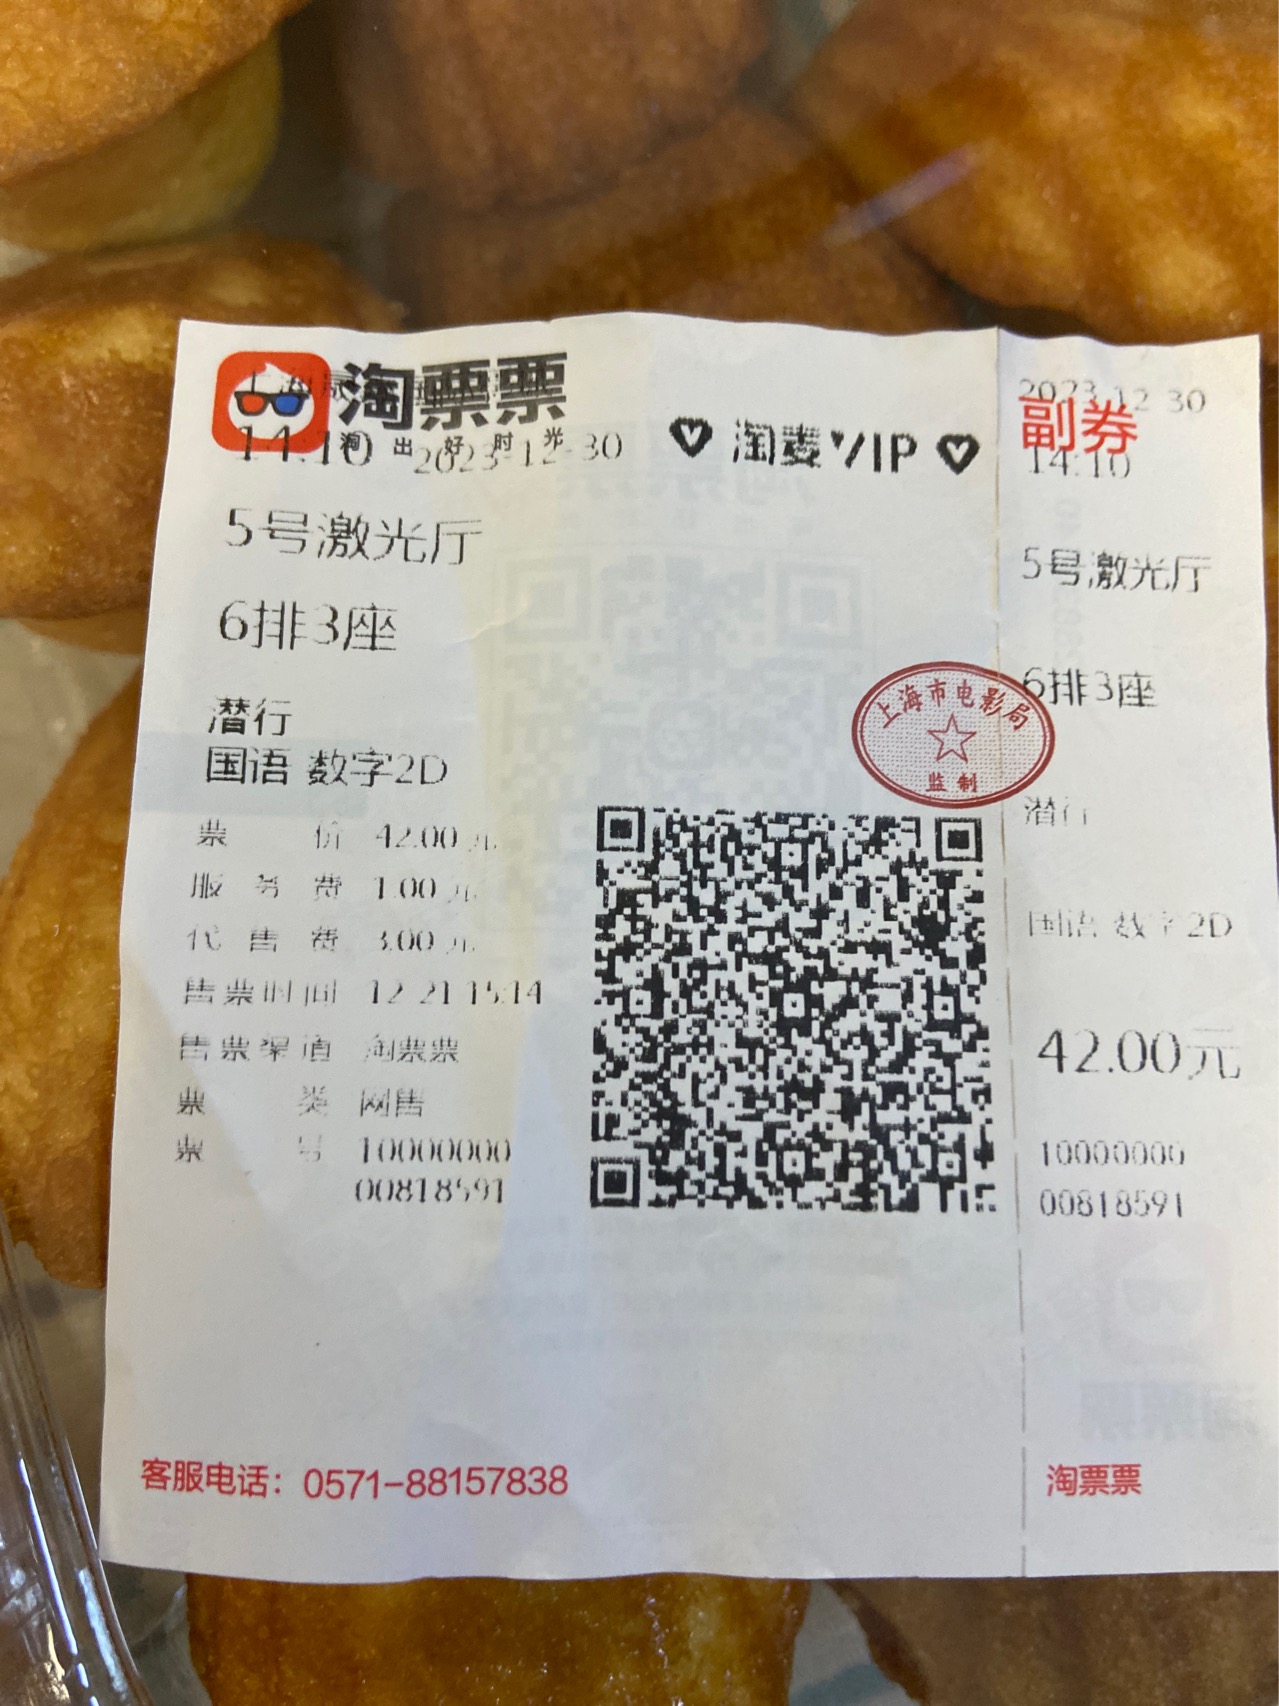 淘票票
淘出好时光
14:10 2023-12-30
♥ 淘麦VIP ♥
5号激光厅
6排3座
潜行
国语 数字2D
票价 42.00元
服务费 1.00元
代售费 3.00元
售票时间 12-21 15:14
售票渠道 淘票票
票类 网售
票号 10000000
00818591
客服电话：0571-88157838
上海市电影局
监制
2023-12-30
副券
14:10
5号激光厅
6排3座
潜行
国语 数字2D
42.00元
10000000
00818591
淘票票